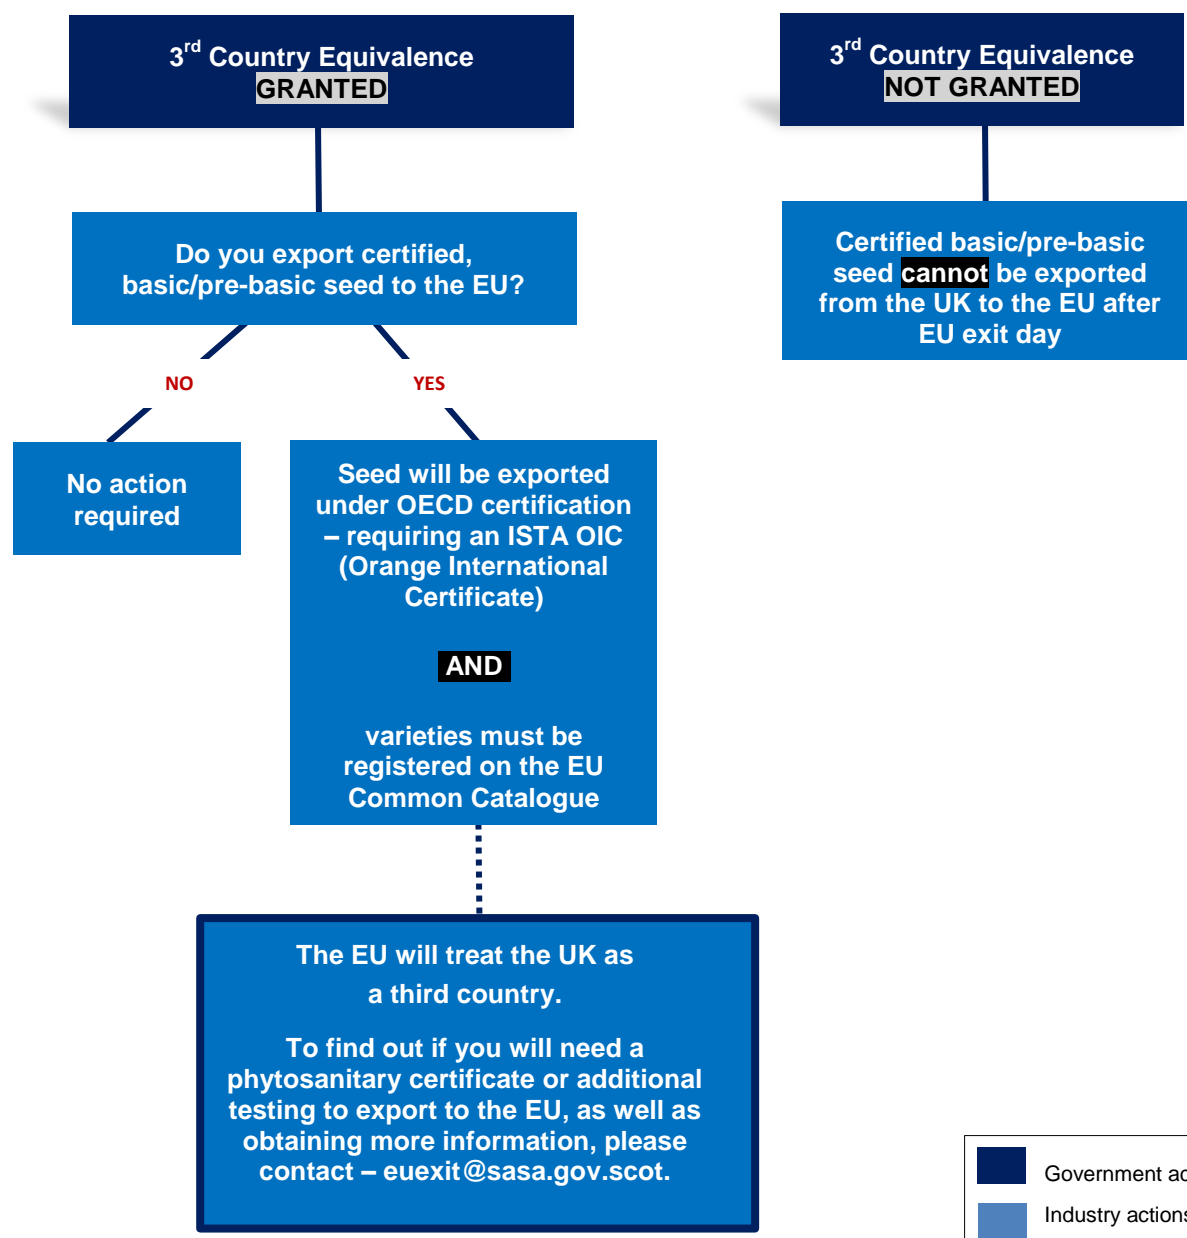 3rd Country Equivalence
GRANTED
Do you export certified,
basic/pre-basic seed to the EU?
NO
YES
No action
required
Seed will be exported
under OECD certification
– requiring an ISTA OIC
(Orange International
Certificate)
AND
varieties must be
registered on the EU
Common Catalogue
The EU will treat the UK as
a third country.
To find out if you will need a
phytosanitary certificate or additional
testing to export to the EU, as well as
obtaining more information, please
contact – euexit@sasa.gov.scot.
3rd Country Equivalence
NOT GRANTED
Certified basic/pre-basic
seed cannot be exported
from the UK to the EU after
EU exit day
Government
Industry actions